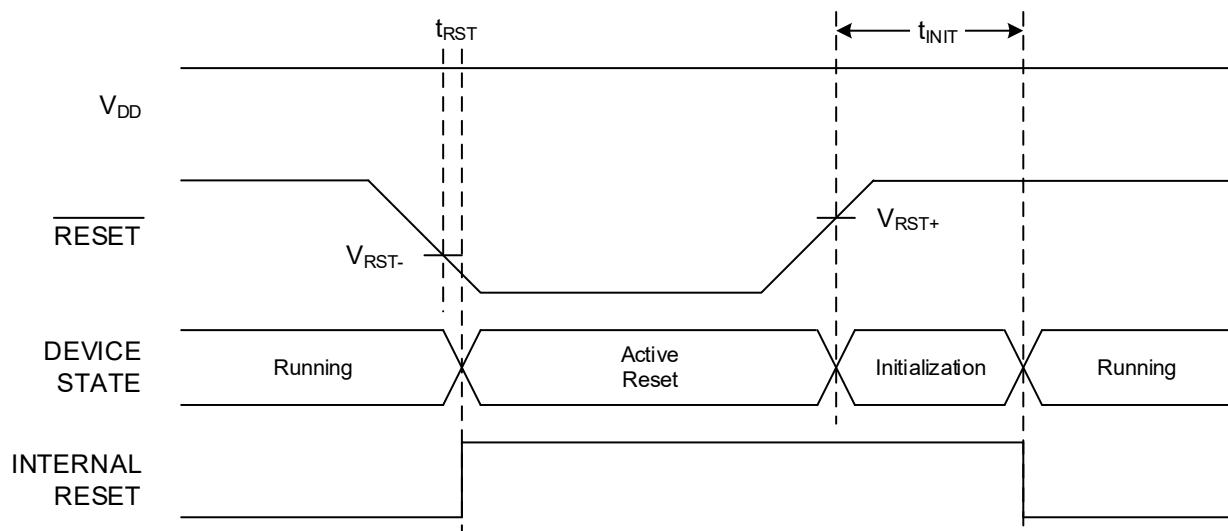 tRST
tINIT
VDD
RESET
VRST-
VRST+
DEVICE
STATE
Running
Active
Reset
Initialization
Running
INTERNAL
RESET